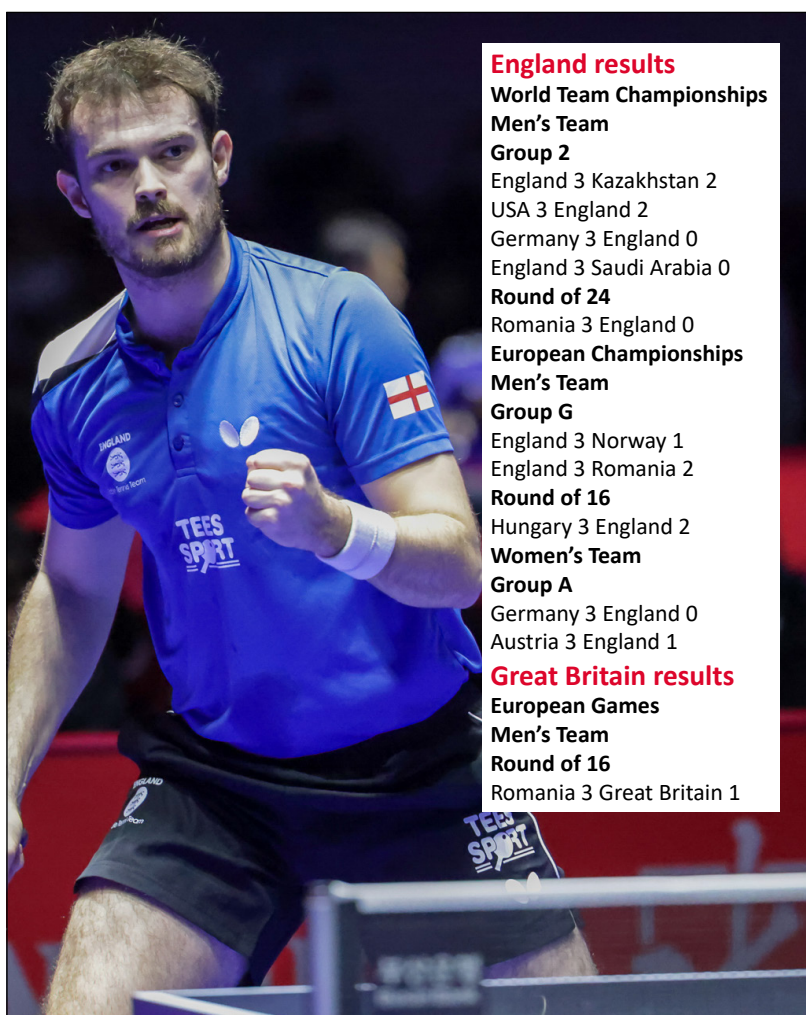 England results
World Team Championships
Men’s Team
Group 2
England 3 Kazakhstan 2
USA 3 England 2
Germany 3 England 0
England 3 Saudi Arabia 0
Round of 24
Romania 3 England 0
European Championships
Men’s Team
Group G
England 3 Norway 1
England 3 Romania 2
Round of 16
Hungary 3 England 2
Women’s Team
Group A
Germany 3 England 0
Austria 3 England 1
Great Britain results
European Games
Men’s Team
Round of 16
Romania 3 Great Britain 1
ENGLAND
Tennis Team
TEES
SPORT
ENGLAND
TEES
SPORT